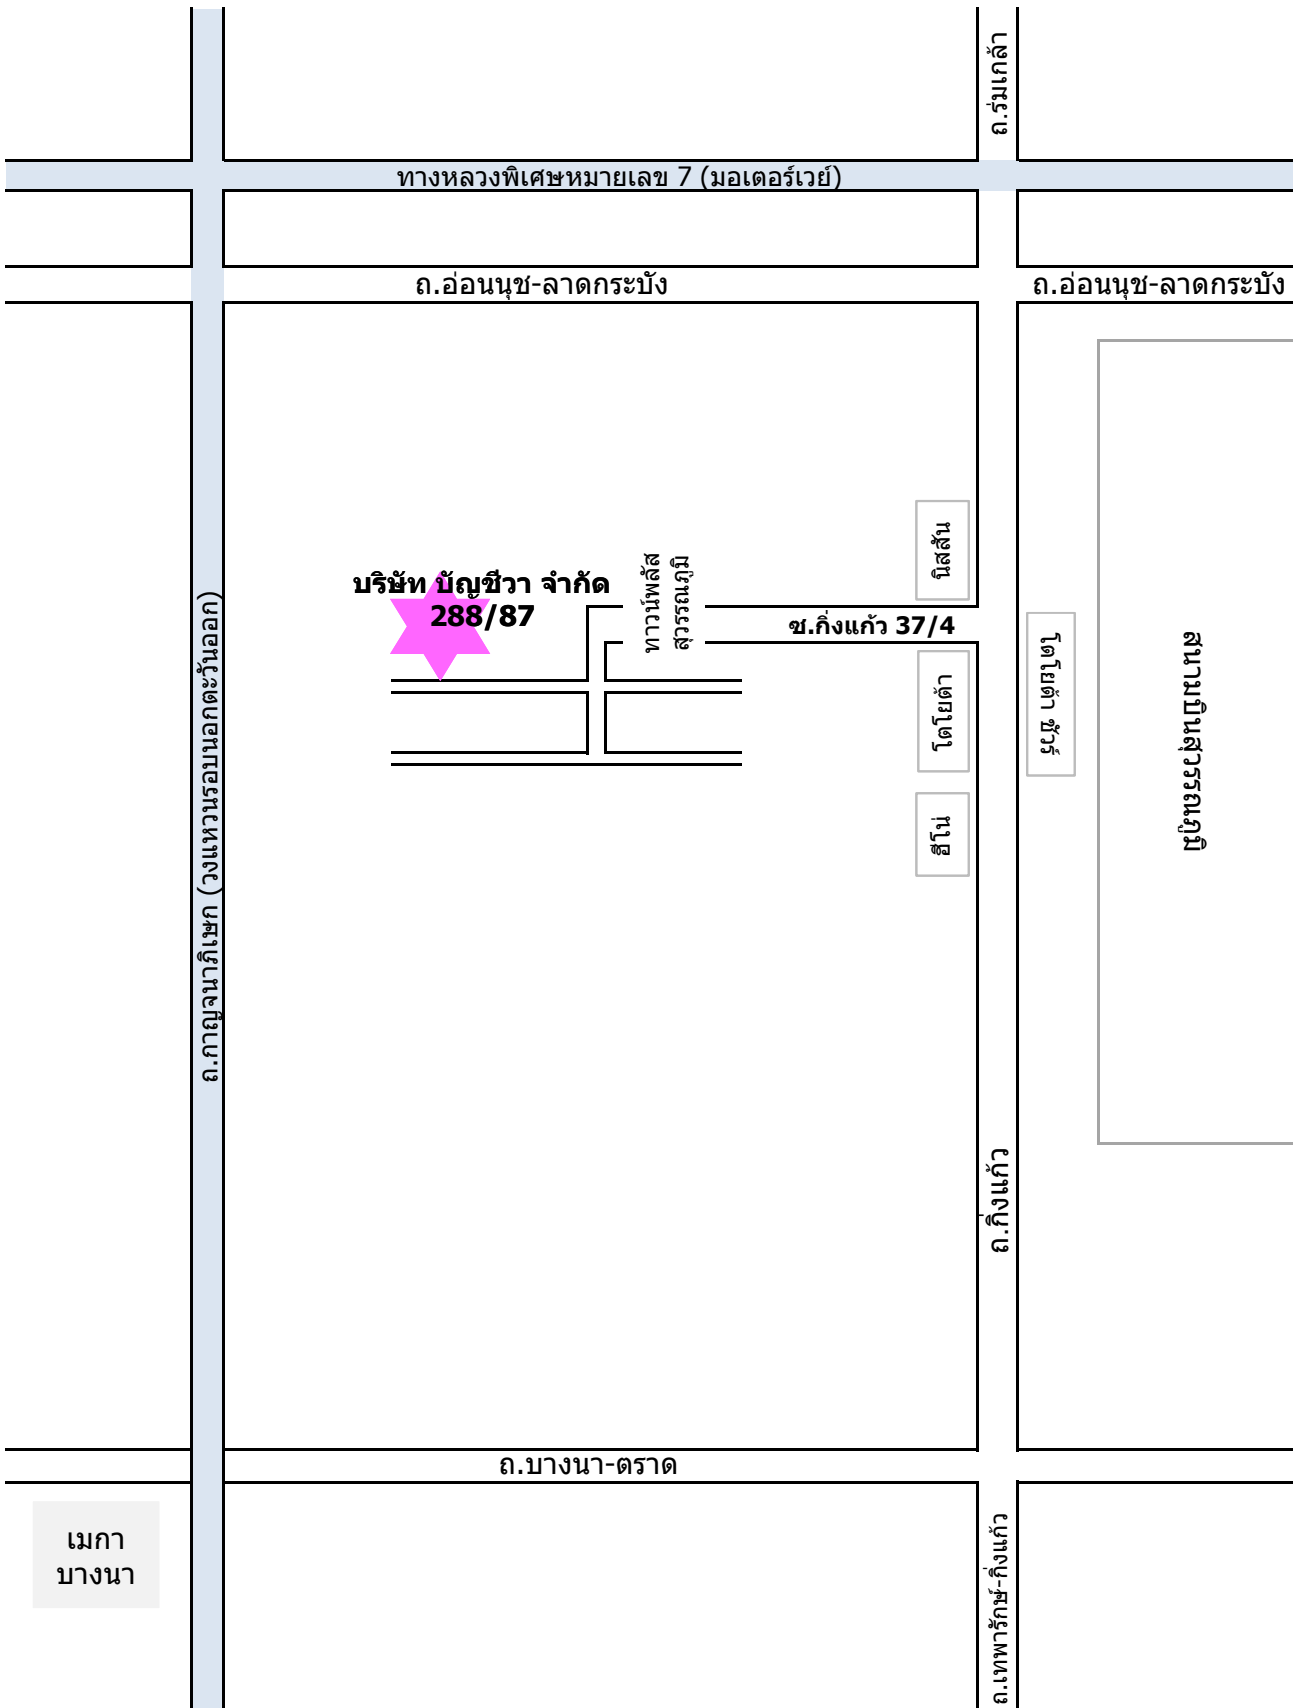 ถ.ร่มเกล้า
ทางหลวงพิเศษหมายเลข 7 (มอเตอร์เวย์)
ถ.อ่อนนุช-ลาดกระบัง
ถ.อ่อนนุช-ลาดกระบัง
นิสสัน
ทาวน์พลัส
สุวรรณภูมิ
บริษัท บัญชีวา จำกัด
288/87
ซ.กิ่งแก้ว 37/4
โตโยต้า
โตโยต้า ชัวร์
สนามบินสุวรรณภูมิ
ฮีโน่
ถ.กาญจนาภิเษก (วงแหวนรอบนอกตะวันออก)
ถ.กิ่งแก้ว
ถ.บางนา-ตราด
เมกา
บางนา
ถ.เทพารักษ์-กิ่งแก้ว